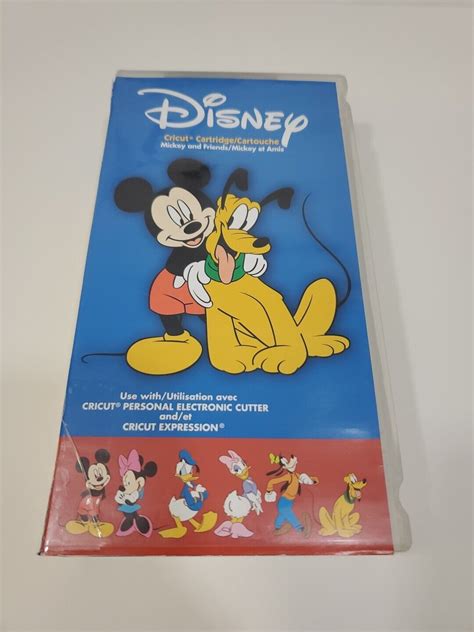 Disney
Cricut® Cartridge/Cartouche
Mickey and Friends/Mickey et Amis
Use with/Utilisation avec
CRICUT® PERSONAL ELECTRONIC CUTTER
and/et
CRICUT EXPRESSION®